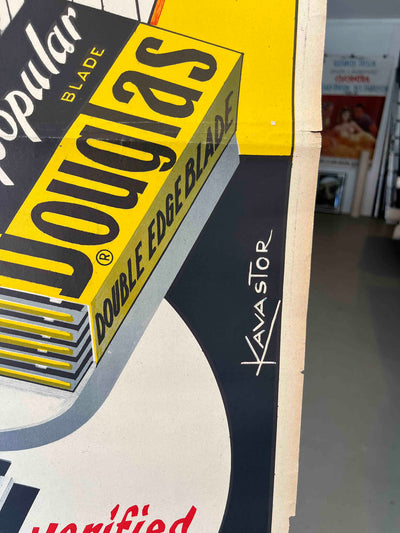 popular
BLADE
Douglas
®
DOUBLE EDGE BLADE
KAVASTOR
verified